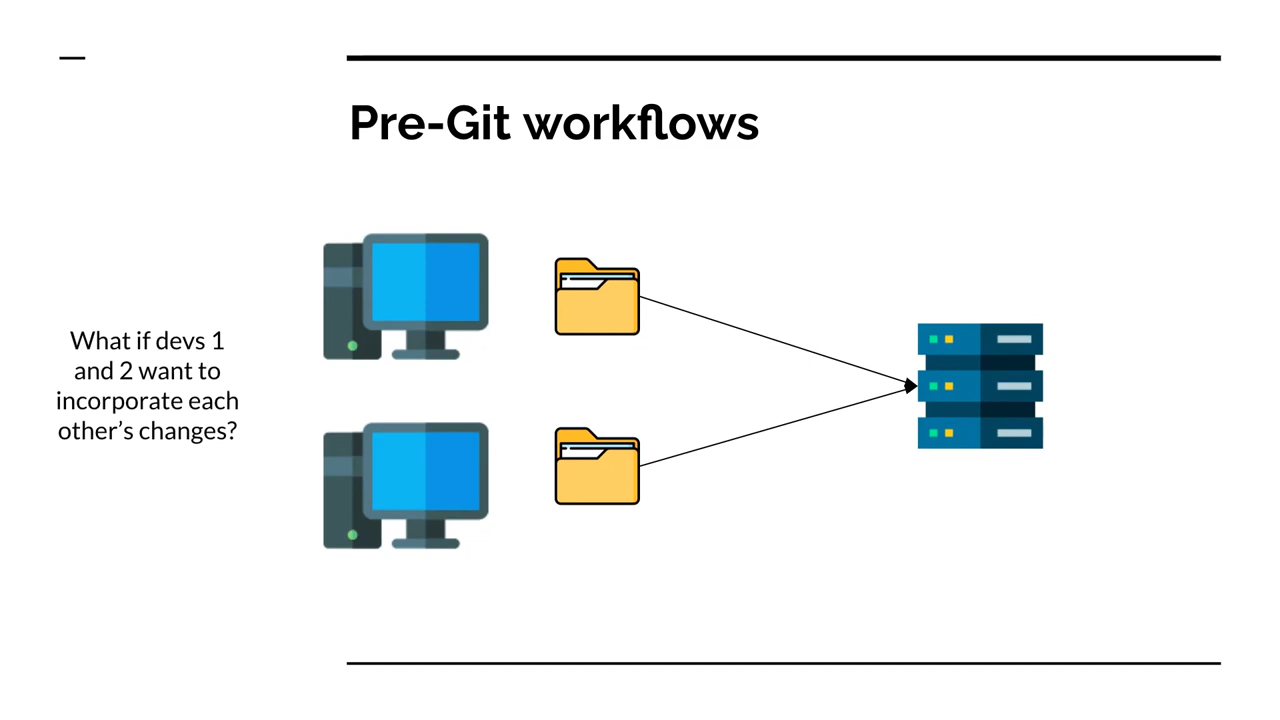 Pre-Git workflows
What if devs 1
and 2 want to
incorporate each
other’s changes?